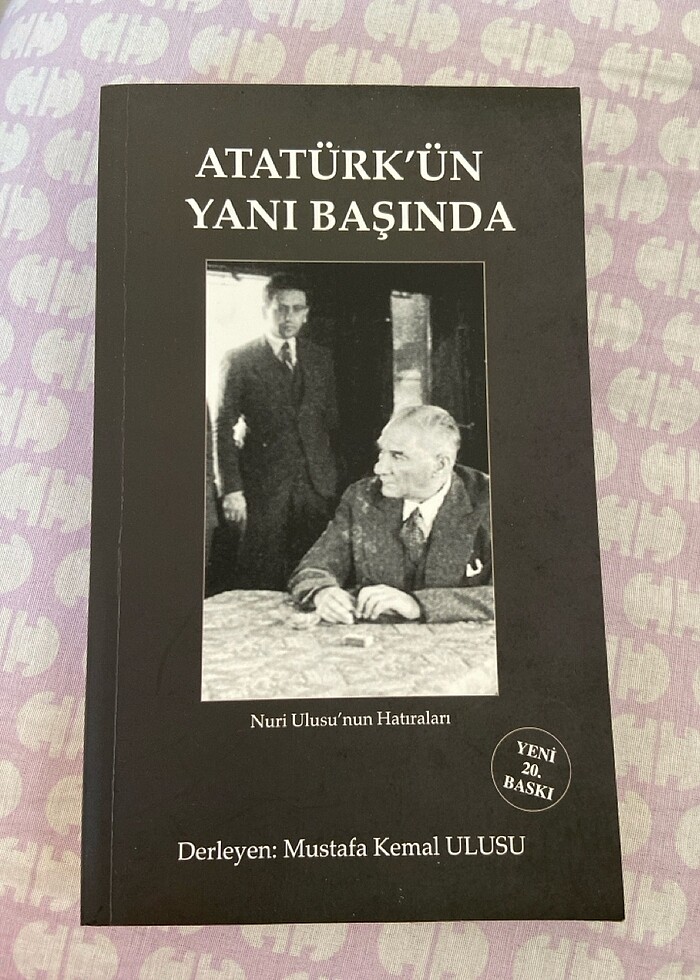 ATATÜRK'ÜN
YANI BAŞINDA
Nuri Ulusu'nun Hatıraları
YENİ
20.
BASKI
Derleyen: Mustafa Kemal ULUSU